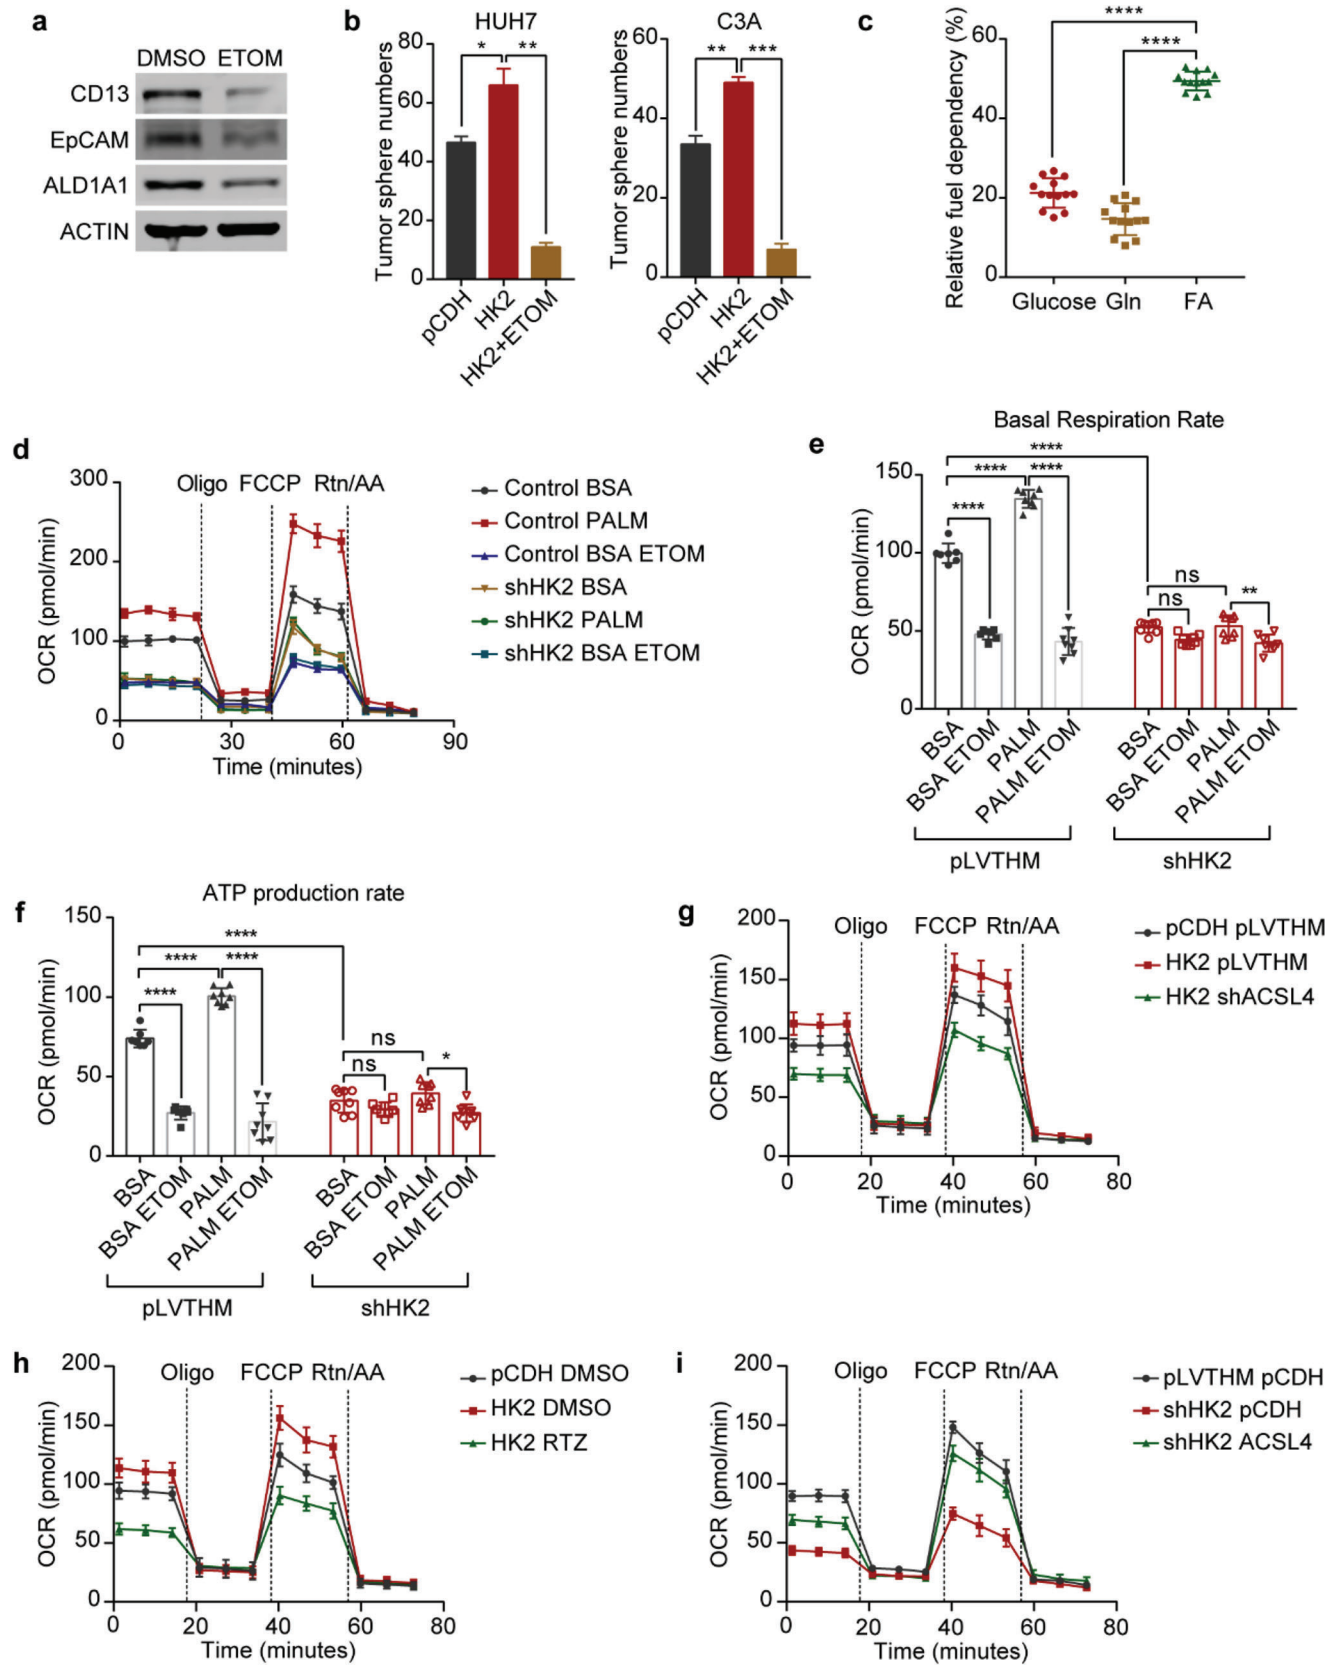 a
DMSO ETOM
CD13
EpCAM
ALD1A1
ACTIN
b
HUH7
Tumor sphere numbers
80
60
40
20
0
* **
pCDH
HK2
HK2+ETOM
C3A
Tumor sphere numbers
60
40
20
0
** ***
pCDH
HK2
HK2+ETOM
c
Relative fuel dependency (%)
60
40
20
0
****
****
Glucose Gln FA
d
OCR (pmol/min)
300
200
100
0
Oligo FCCP Rtn/AA
0 30 60 90
Time (minutes)
Control BSA
Control PALM
Control BSA ETOM
shHK2 BSA
shHK2 PALM
shHK2 BSA ETOM
e
Basal Respiration Rate
OCR (pmol/min)
150
100
50
0
****
**** ****
****
ns
ns **
BSA
BSA ETOM
PALM
PALM ETOM
BSA
BSA ETOM
PALM
PALM ETOM
pLVTHM shHK2
f
ATP production rate
OCR (pmol/min)
150
100
50
0
****
**** ****
****
ns
ns *
BSA
BSA ETOM
PALM
PALM ETOM
BSA
BSA ETOM
PALM
PALM ETOM
pLVTHM shHK2
g
OCR (pmol/min)
200
150
100
50
0
Oligo FCCP Rtn/AA
0 20 40 60 80
Time (minutes)
pCDH pLVTHM
HK2 pLVTHM
HK2 shACSL4
h
OCR (pmol/min)
200
150
100
50
0
Oligo FCCP Rtn/AA
0 20 40 60 80
Time (minutes)
pCDH DMSO
HK2 DMSO
HK2 RTZ
i
OCR (pmol/min)
200
150
100
50
0
Oligo FCCP Rtn/AA
0 20 40 60 80
Time (minutes)
pLVTHM pCDH
shHK2 pCDH
shHK2 ACSL4